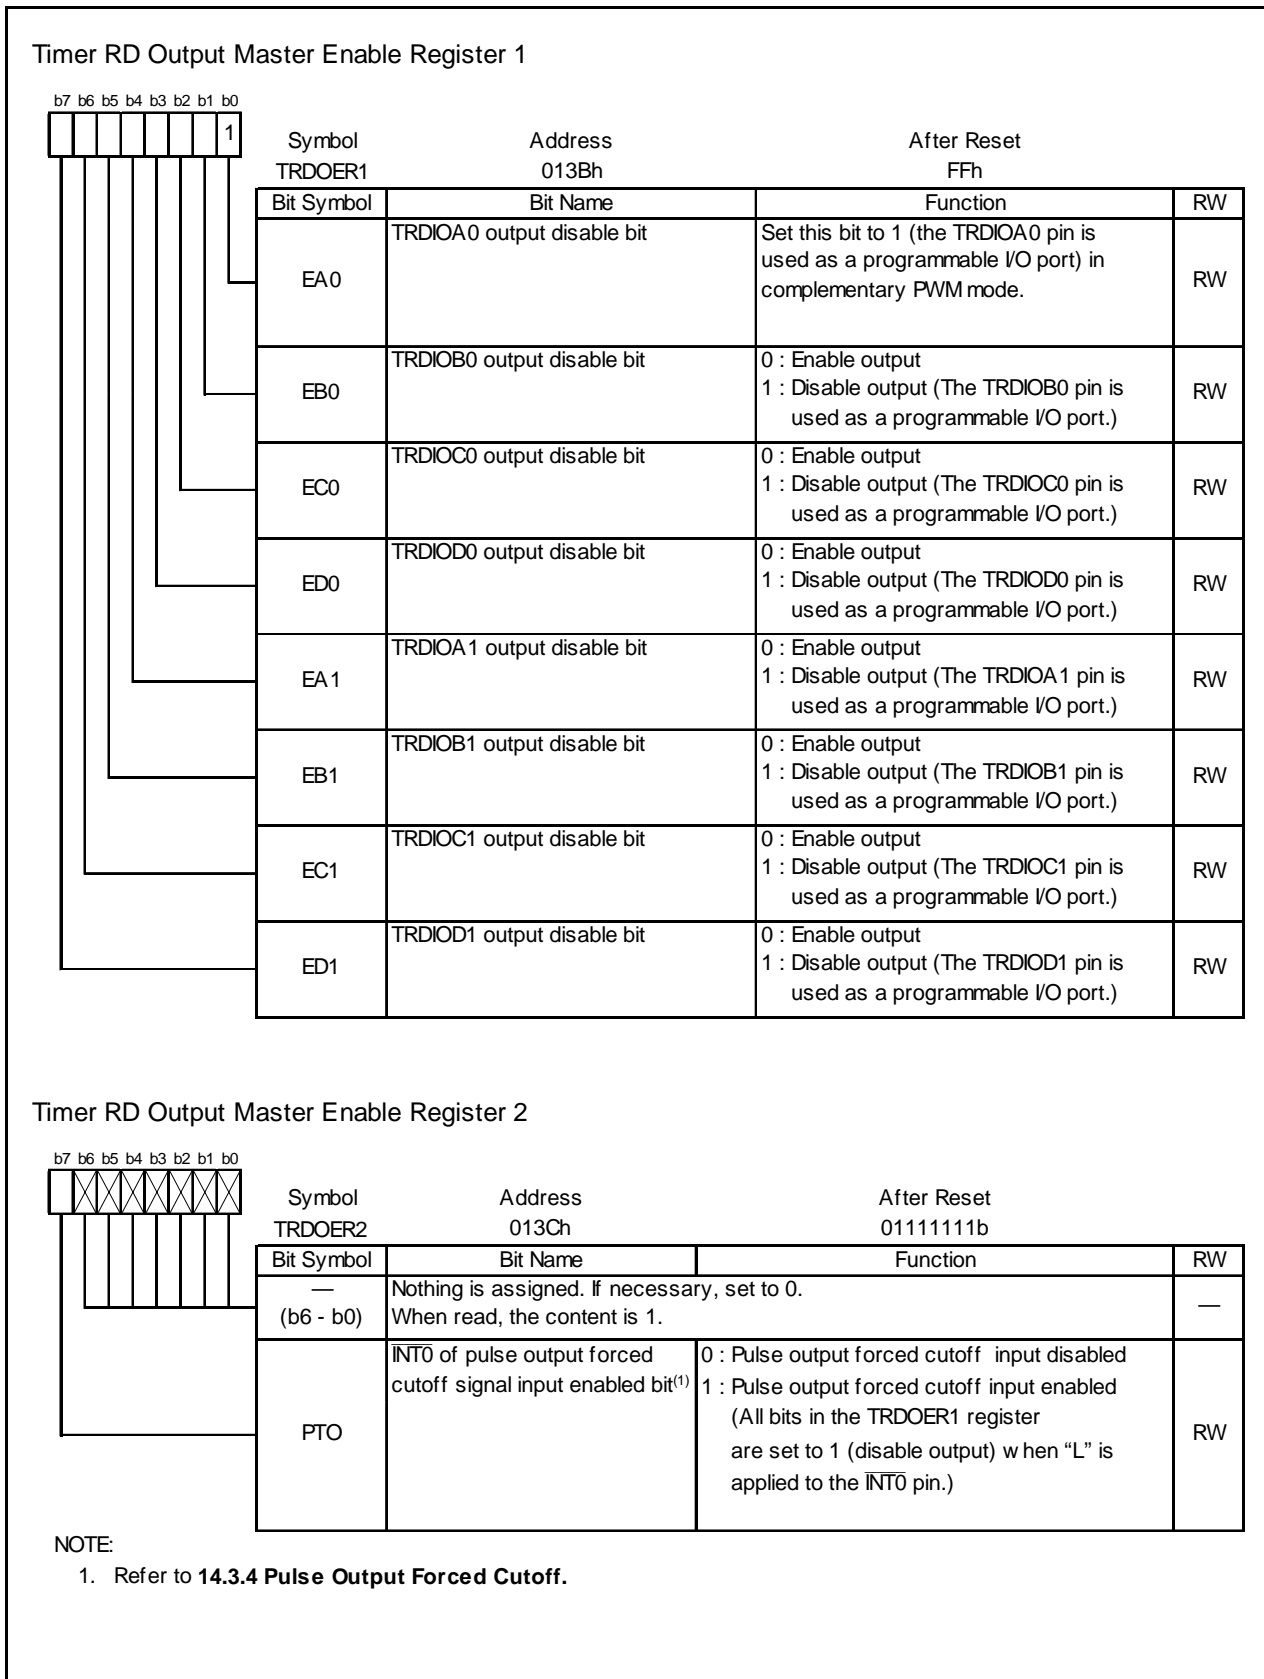 Timer RD Output Master Enable Register 1
b7 b6 b5 b4 b3 b2 b1 b0
1
Symbol Address After Reset
TRDOER1 013Bh FFh
Bit Symbol Bit Name Function RW
EA0 TRDIOA0 output disable bit Set this bit to 1 (the TRDIOA0 pin is RW
used as a programmable I/O port) in
complementary PWM mode.
EB0 TRDIOB0 output disable bit 0 : Enable output RW
1 : Disable output (The TRDIOB0 pin is
used as a programmable I/O port.)
EC0 TRDIOC0 output disable bit 0 : Enable output RW
1 : Disable output (The TRDIOC0 pin is
used as a programmable I/O port.)
ED0 TRDIOD0 output disable bit 0 : Enable output RW
1 : Disable output (The TRDIOD0 pin is
used as a programmable I/O port.)
EA1 TRDIOA1 output disable bit 0 : Enable output RW
1 : Disable output (The TRDIOA1 pin is
used as a programmable I/O port.)
EB1 TRDIOB1 output disable bit 0 : Enable output RW
1 : Disable output (The TRDIOB1 pin is
used as a programmable I/O port.)
EC1 TRDIOC1 output disable bit 0 : Enable output RW
1 : Disable output (The TRDIOC1 pin is
used as a programmable I/O port.)
ED1 TRDIOD1 output disable bit 0 : Enable output RW
1 : Disable output (The TRDIOD1 pin is
used as a programmable I/O port.)
Timer RD Output Master Enable Register 2
b7 b6 b5 b4 b3 b2 b1 b0
Symbol Address After Reset
TRDOER2 013Ch 01111111b
Bit Symbol Bit Name Function RW
— Nothing is assigned. If necessary, set to 0. —
(b6 - b0) When read, the content is 1.
PTO I̅N̅T̅0̅ of pulse output forced 0 : Pulse output forced cutoff input disabled RW
cutoff signal input enabled bit(1) 1 : Pulse output forced cutoff input enabled
(All bits in the TRDOER1 register
are set to 1 (disable output) when “L” is
applied to the I̅N̅T̅0̅ pin.)
NOTE:
1. Refer to 14.3.4 Pulse Output Forced Cutoff.